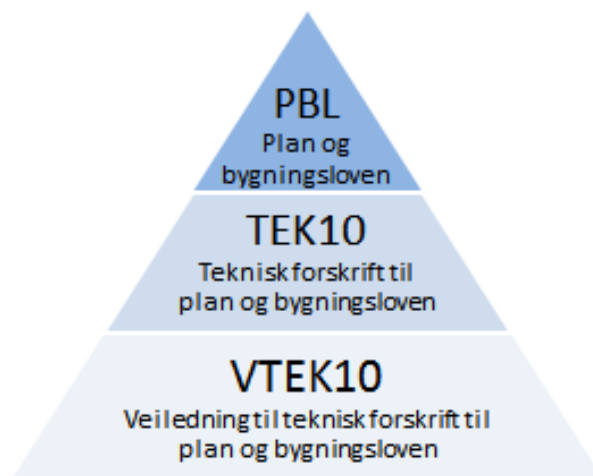 PBL
Plan og
bygningsloven
TEK10
Teknisk forskrift til
plan og bygningsloven
VTEK10
Veiledning til teknisk forskrift til
plan og bygningsloven